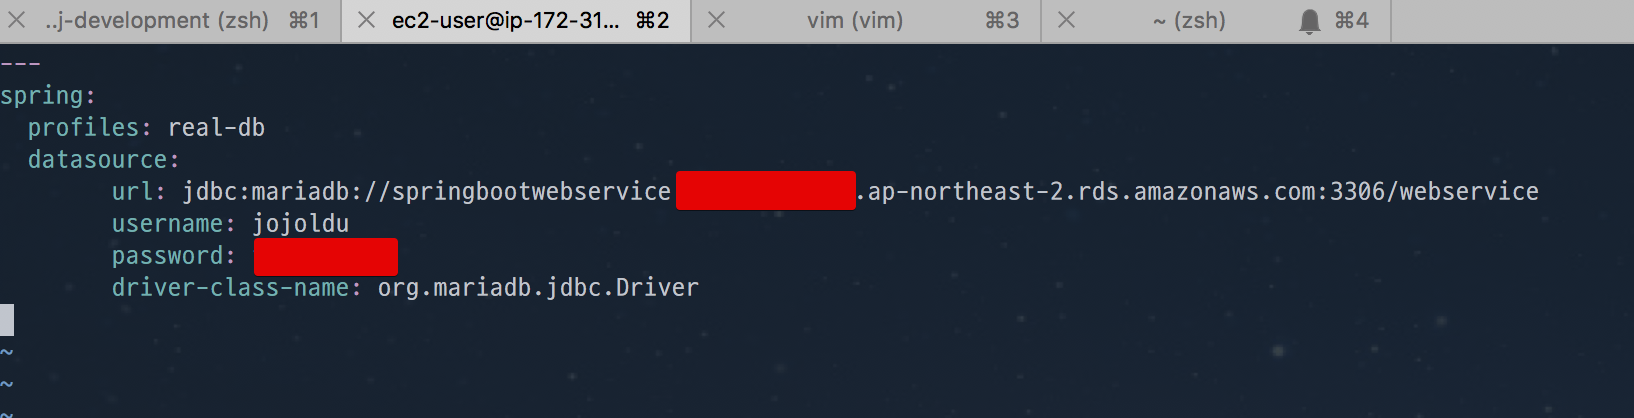 ..j-development (zsh) ⌘1 ec2-user@ip-172-31... ⌘2 vim (vim) ⌘3 ~ (zsh) ⌘4
---
spring:
  profiles: real-db
  datasource:
        url: jdbc:mariadb://springbootwebservice .ap-northeast-2.rds.amazonaws.com:3306/webservice
        username: jojoldu
        password:
        driver-class-name: org.mariadb.jdbc.Driver
~
~
~